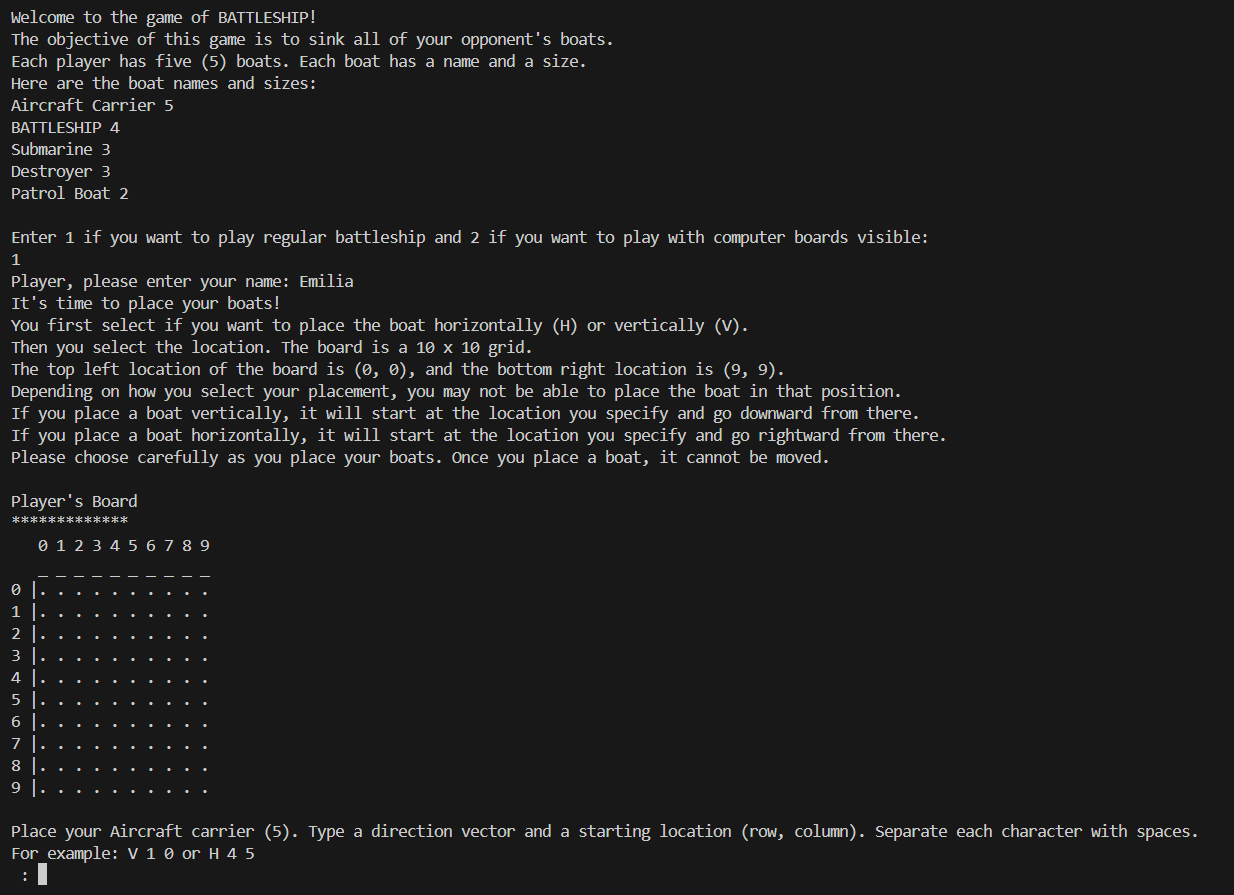 Welcome to the game of BATTLESHIP!
The objective of this game is to sink all of your opponent's boats.
Each player has five (5) boats. Each boat has a name and a size.
Here are the boat names and sizes:
Aircraft Carrier 5
BATTLESHIP 4
Submarine 3
Destroyer 3
Patrol Boat 2

Enter 1 if you want to play regular battleship and 2 if you want to play with computer boards visible:
1
Player, please enter your name: Emilia
It's time to place your boats!
You first select if you want to place the boat horizontally (H) or vertically (V).
Then you select the location. The board is a 10 x 10 grid.
The top left location of the board is (0, 0), and the bottom right location is (9, 9).
Depending on how you select your placement, you may not be able to place the boat in that position.
If you place a boat vertically, it will start at the location you specify and go downward from there.
If you place a boat horizontally, it will start at the location you specify and go rightward from there.
Please choose carefully as you place your boats. Once you place a boat, it cannot be moved.

Player's Board
*************
   0 1 2 3 4 5 6 7 8 9
   _ _ _ _ _ _ _ _ _ _
0 |. . . . . . . . . .
1 |. . . . . . . . . .
2 |. . . . . . . . . .
3 |. . . . . . . . . .
4 |. . . . . . . . . .
5 |. . . . . . . . . .
6 |. . . . . . . . . .
7 |. . . . . . . . . .
8 |. . . . . . . . . .
9 |. . . . . . . . . .

Place your Aircraft carrier (5). Type a direction vector and a starting location (row, column). Separate each character with spaces.
For example: V 1 0 or H 4 5
 :